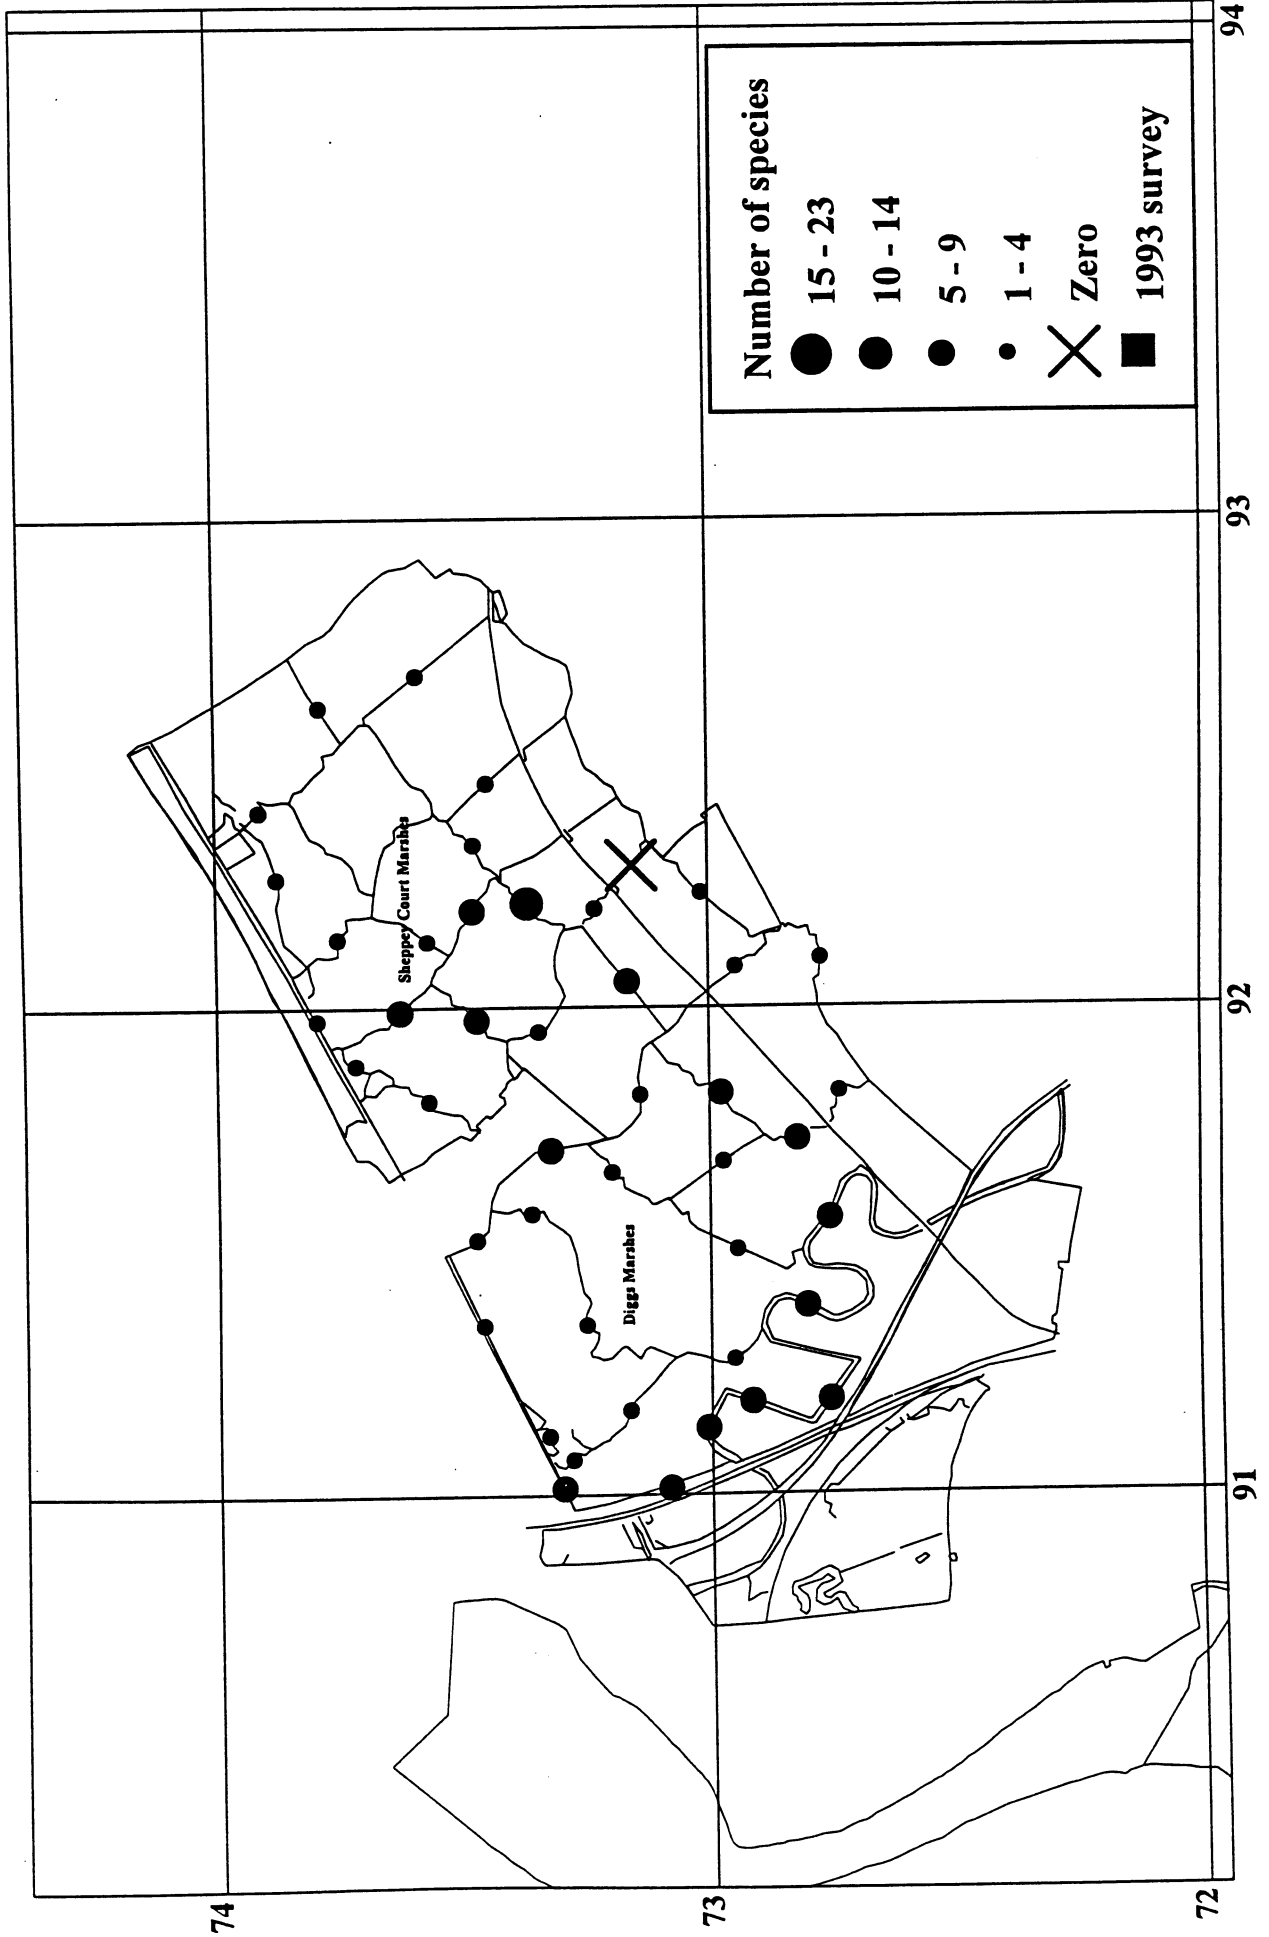 Number of species
15 - 23
10 - 14
5 - 9
1 - 4
Zero
1993 survey
Sheppey Court Marshes
Diggs Marshes
74
73
72
91
92
93
94